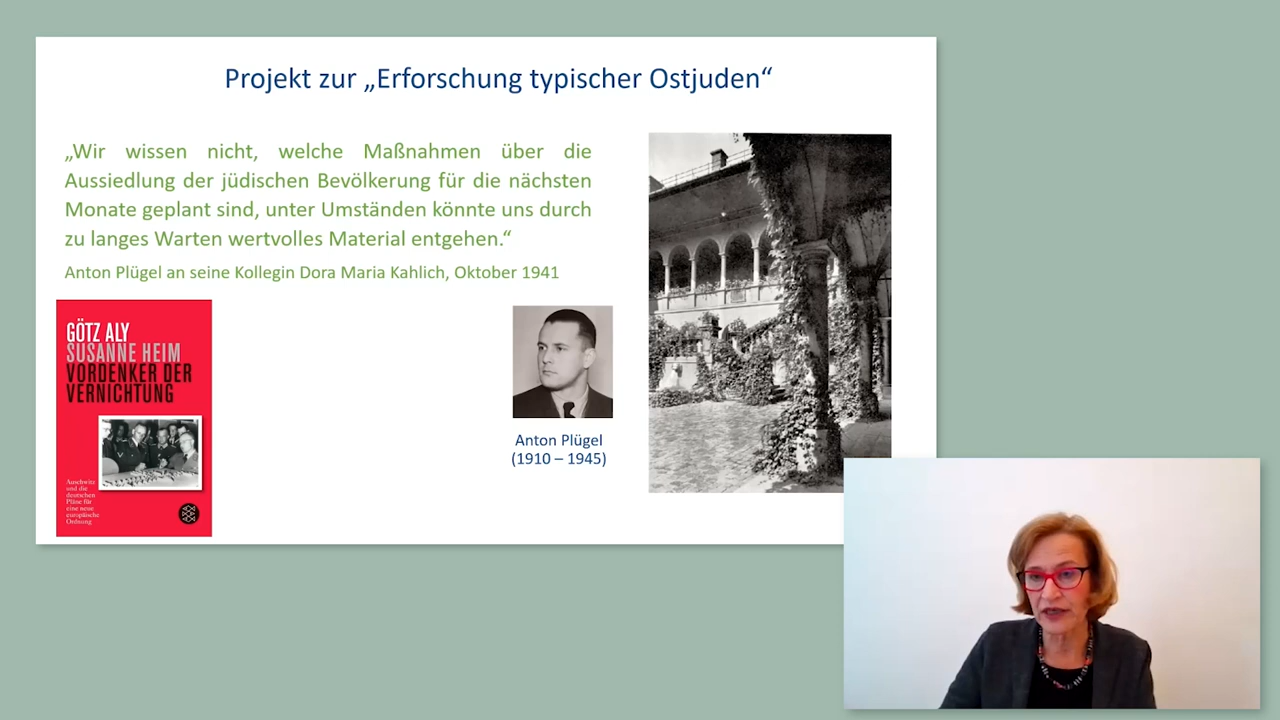 Projekt zur „Erforschung typischer Ostjuden“
„Wir wissen nicht, welche Maßnahmen über die
Aussiedlung der jüdischen Bevölkerung für die nächsten
Monate geplant sind, unter Umständen könnte uns durch
zu langes Warten wertvolles Material entgehen.“
Anton Plügel an seine Kollegin Dora Maria Kahlich, Oktober 1941
GÖTZ ALY
SUSANNE HEIM
VORDENKER DER
VERNICHTUNG
Auschwitz
und die
deutschen
Pläne für
eine neue
europäische
Ordnung
Anton Plügel
(1910 – 1945)